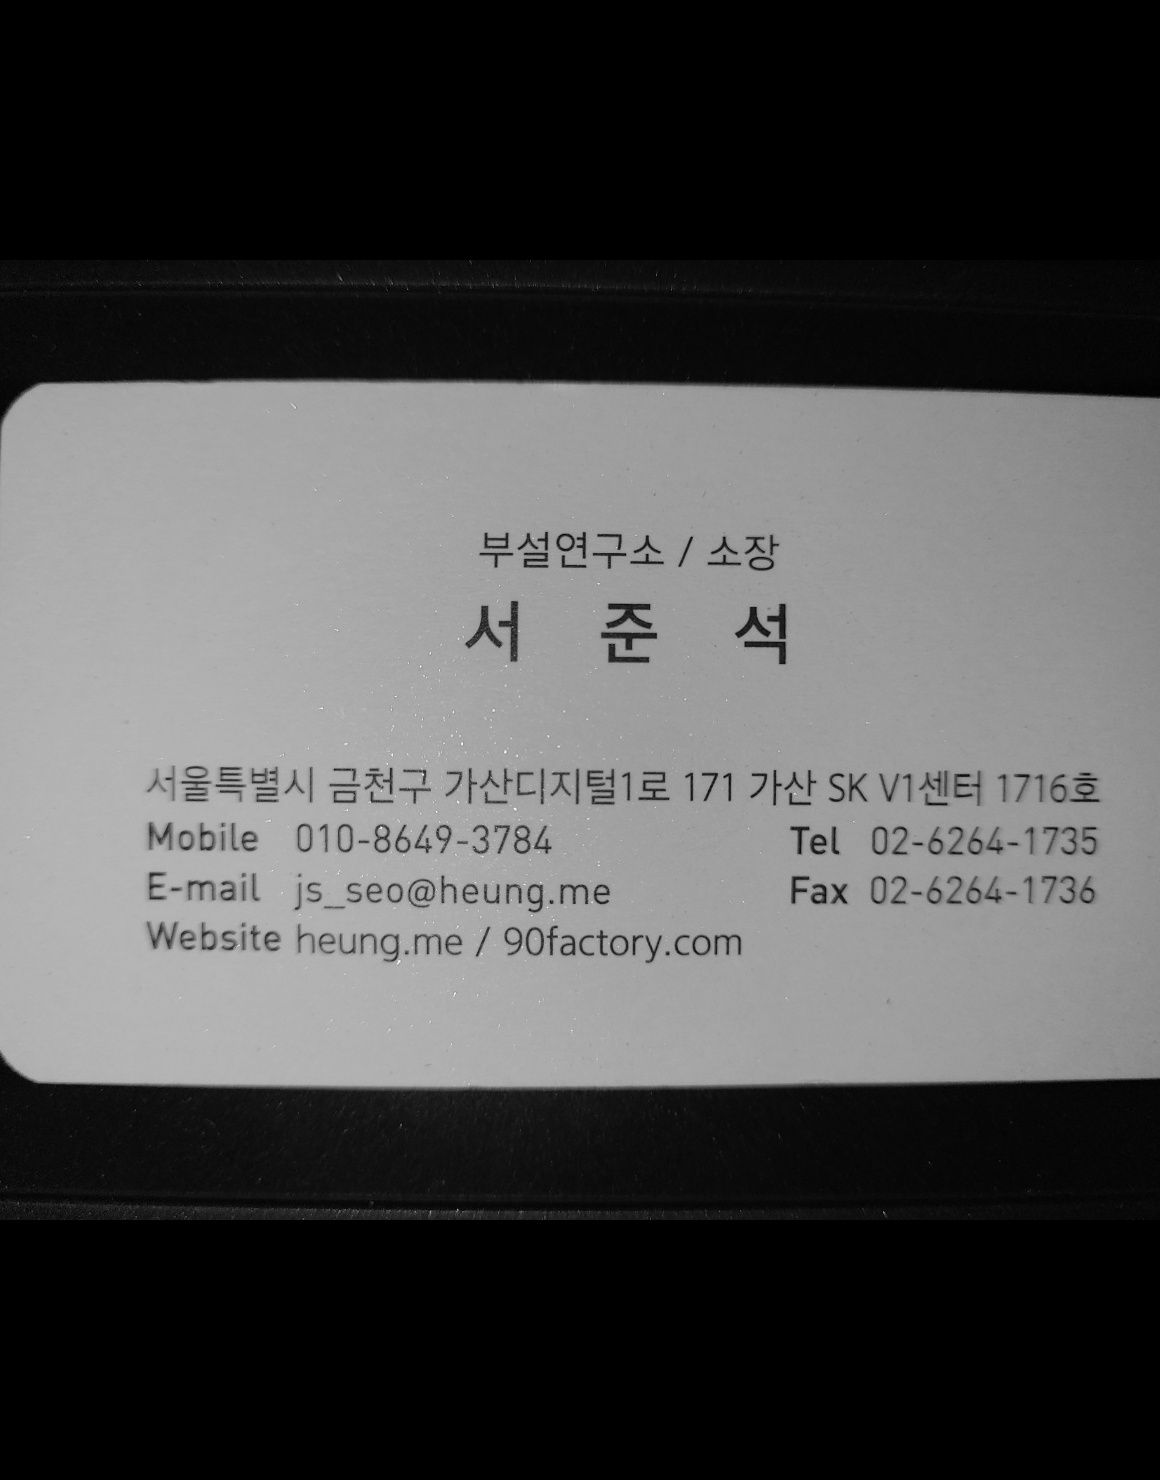 부설연구소 / 소장
서 준 석
서울특별시 금천구 가산디지털1로 171 가산 SK V1센터 1716호
Mobile 010-8649-3784 Tel 02-6264-1735
E-mail js_seo@heung.me Fax 02-6264-1736
Website heung.me / 90factory.com